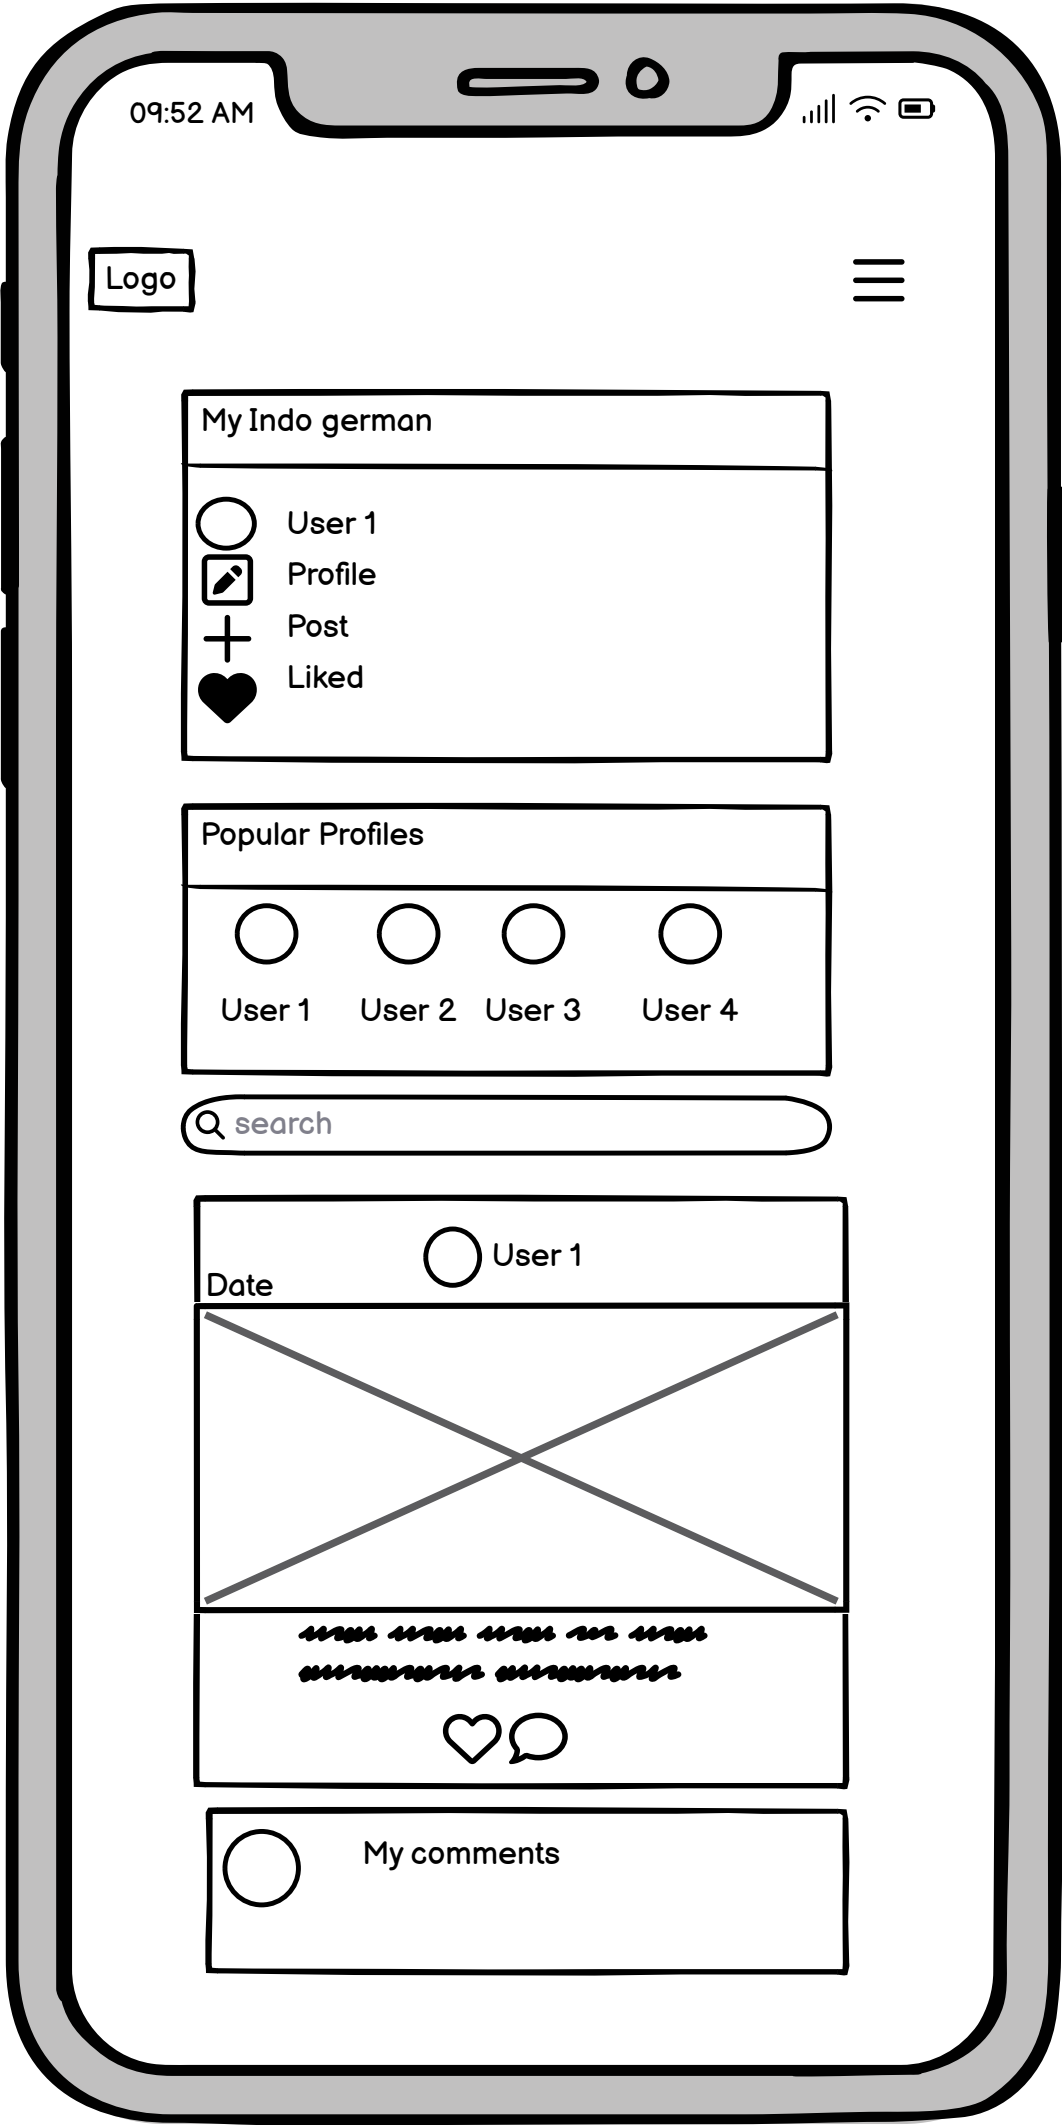 09:52 AM
Logo
My Indo german
User 1
Profile
Post
Liked
Popular Profiles
User 1 User 2 User 3 User 4
search
User 1
Date
My comments